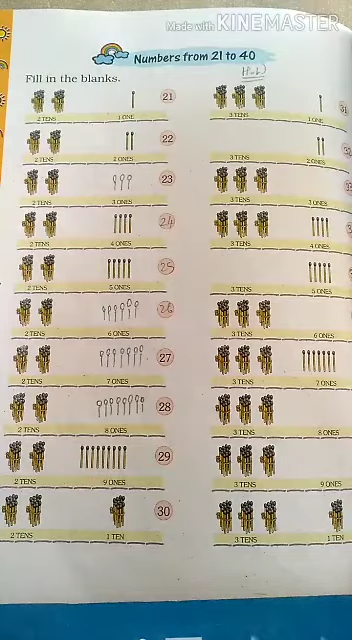 Made with KINEMASTER
Numbers from 21 to 40
Fill in the blanks.
21
2 TENS 1 ONE
3 TENS 1 ONE
22
2 TENS 2 ONES
3 TENS 2 ONES
23
2 TENS 3 ONES
3 TENS 3 ONES
24
2 TENS 4 ONES
3 TENS 4 ONES
25
2 TENS 5 ONES
3 TENS 5 ONES
26
2 TENS 6 ONES
3 TENS 6 ONES
27
2 TENS 7 ONES
3 TENS 7 ONES
28
2 TENS 8 ONES
3 TENS 8 ONES
29
2 TENS 9 ONES
3 TENS 9 ONES
30
2 TENS 1 TEN
3 TENS 1 TEN